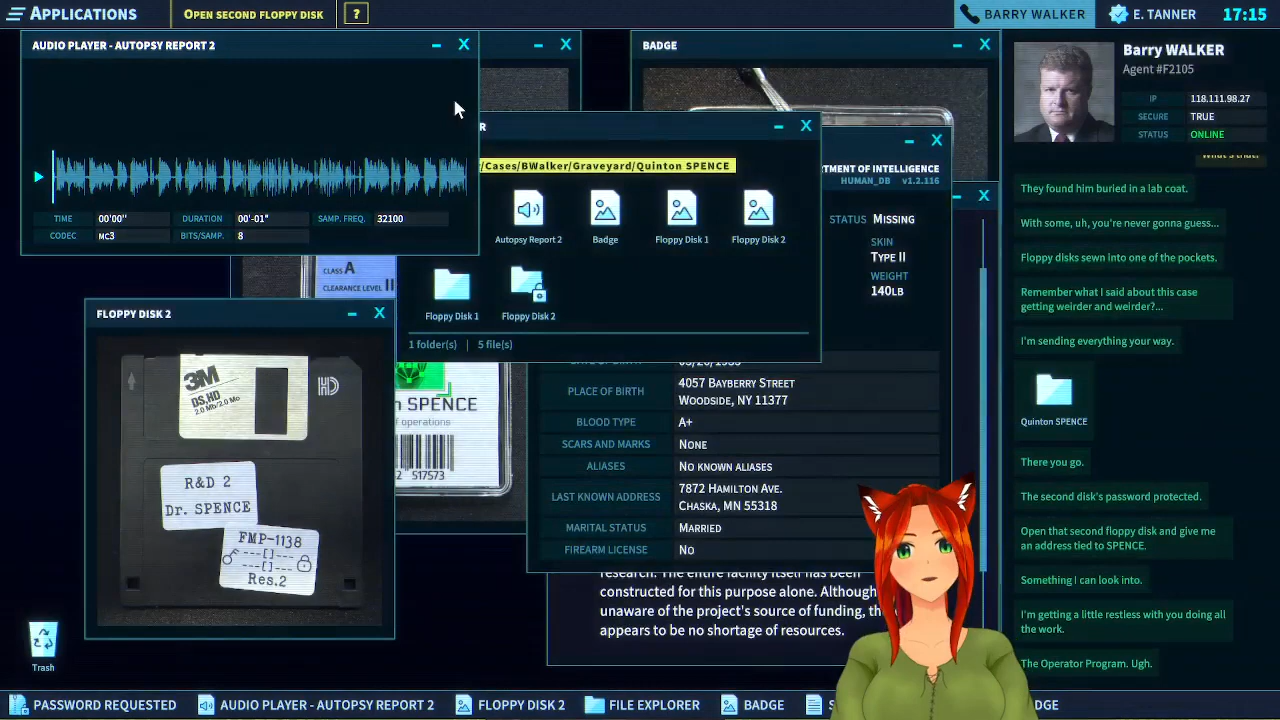 APPLICATIONS
OPEN SECOND FLOPPY DISK
?
BARRY WALKER
E. TANNER
17:15
AUDIO PLAYER - AUTOPSY REPORT 2
TIME 00'00" DURATION 00'-01" SAMP. FREQ. 32100
CODEC MC3 BITS/SAMP. 8
BADGE
R
/Cases/BWalker/Graveyard/Quinton SPENCE
Autopsy Report 2
Badge
Floppy Disk 1
Floppy Disk 2
Floppy Disk 1
Floppy Disk 2
1 folder(s) | 5 file(s)
RTMENT OF INTELLIGENCE
HUMAN_DB v1.2.116
STATUS MISSING
SKIN
TYPE II
WEIGHT
140LB
PLACE OF BIRTH 4057 BAYBERRY STREET
WOODSIDE, NY 11377
BLOOD TYPE A+
SCARS AND MARKS NONE
ALIASES NO KNOWN ALIASES
LAST KNOWN ADDRESS 7872 HAMILTON AVE.
CHASKA, MN 55318
MARITAL STATUS MARRIED
FIREARM LICENSE NO
CLASS A
CLEARANCE LEVEL II
n SPENCE
of operations
2 517573
FLOPPY DISK 2
3M
DS, HD
2.0 Mb/2.0 Mo
HD
R&D 2
Dr. SPENCE
FMP-1138
---[]---
---[]---
Res.2
research. The entire facility itself has been
constructed for this purpose alone. Although
unaware of the project's source of funding, th
appears to be no shortage of resources.
Trash
Barry WALKER
Agent #F2105
IP 118.111.98.27
SECURE TRUE
STATUS ONLINE
What's that?
They found him buried in a lab coat.
With some, uh, you're never gonna guess...
Floppy disks sewn into one of the pockets.
Remember what I said about this case
getting weirder and weirder?...
I'm sending everything your way.
Quinton SPENCE
There you go.
The second disk's password protected.
Open that second floppy disk and give me
an address tied to SPENCE.
Something I can look into.
I'm getting a little restless with you doing all
the work.
The Operator Program. Ugh.
PASSWORD REQUESTED
AUDIO PLAYER - AUTOPSY REPORT 2
FLOPPY DISK 2
FILE EXPLORER
BADGE
S
DGE